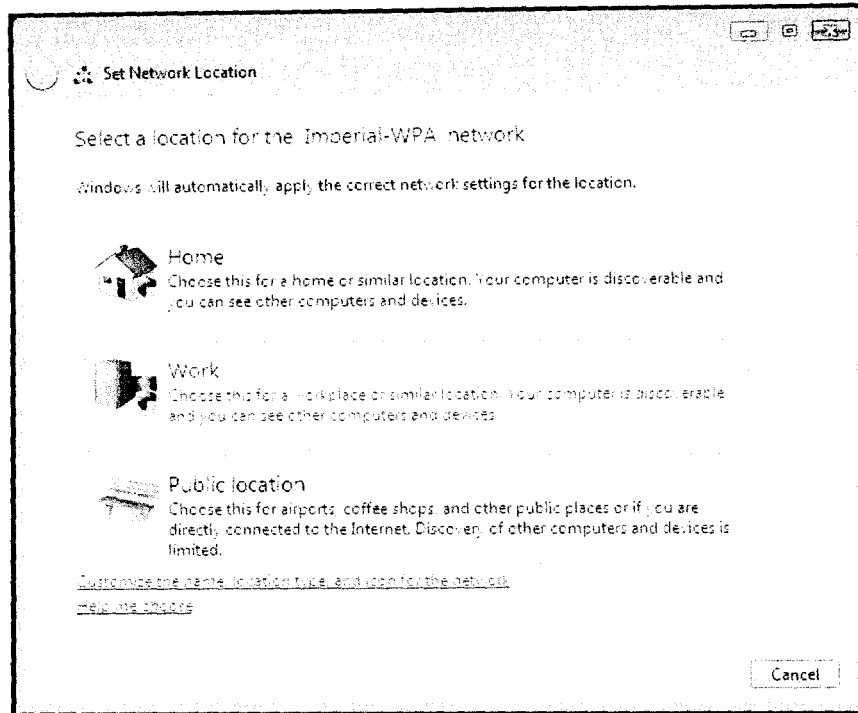 Set Network Location
Select a location for the Imperial-WPA network
Windows will automatically apply the correct network settings for the location.
Home
Choose this for a home or similar location. Your computer is discoverable and
you can see other computers and devices.
Work
Choose this for a workplace or similar location. Your computer is discoverable
and you can see other computers and devices.
Public location
Choose this for airports, coffee shops, and other public places or if you are
directly connected to the Internet. Discovery of other computers and devices is
limited.
Customize the name, location type, and icon for the network
Help me choose
Cancel